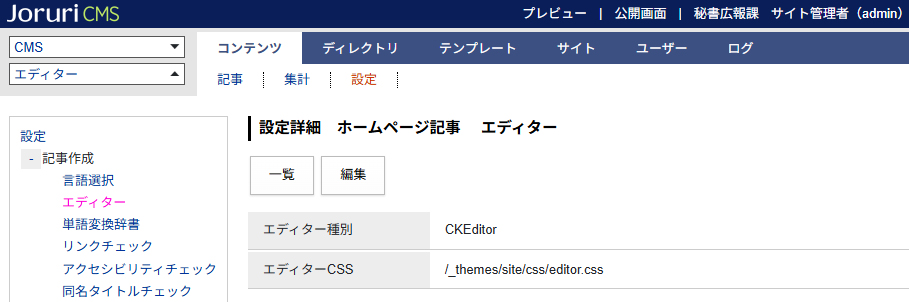 Joruri CMS
プレビュー | 公開画面 | 秘書広報課 サイト管理者（admin）
CMS
エディター
コンテンツ ディレクトリ テンプレート サイト ユーザー ログ
記事 集計 設定
設定
- 記事作成
言語選択
エディター
単語変換辞書
リンクチェック
アクセシビリティチェック
同名タイトルチェック
設定詳細 ホームページ記事 エディター
一覧 編集
エディター種別 CKEditor
エディターCSS /_themes/site/css/editor.css